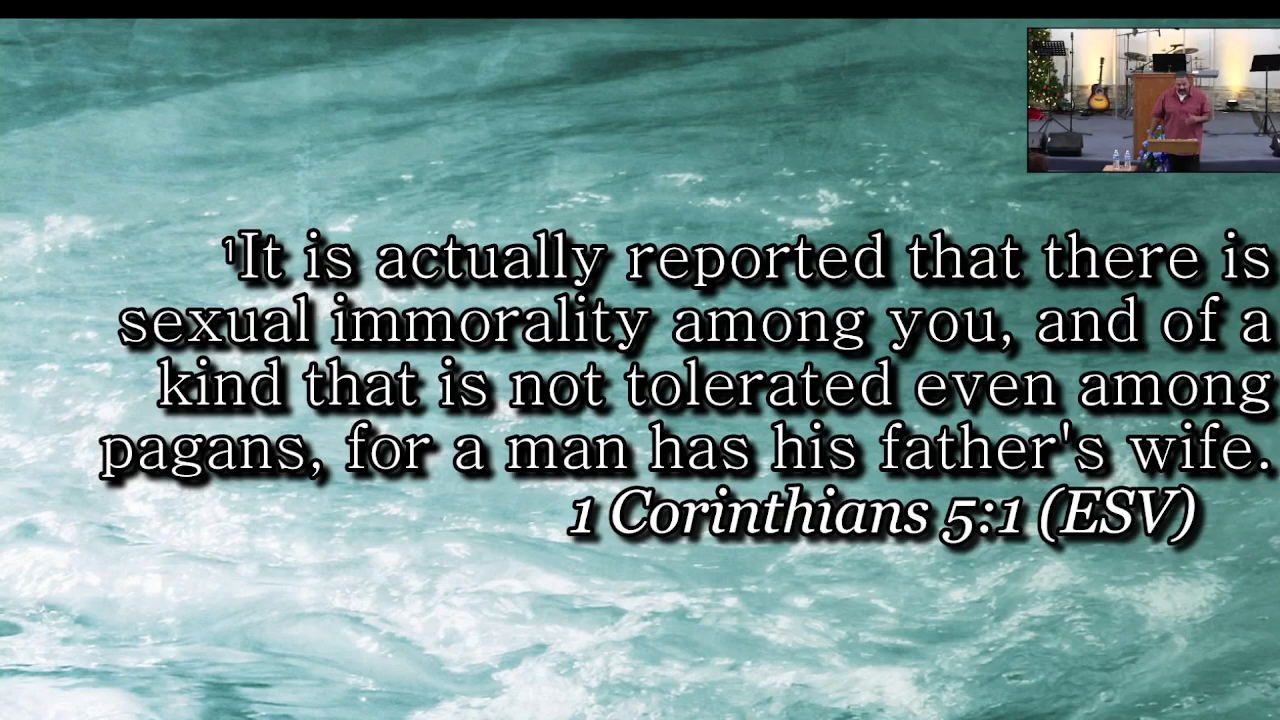 ¹It is actually reported that there is
sexual immorality among you, and of a
kind that is not tolerated even among
pagans, for a man has his father's wife.
1 Corinthians 5:1 (ESV)